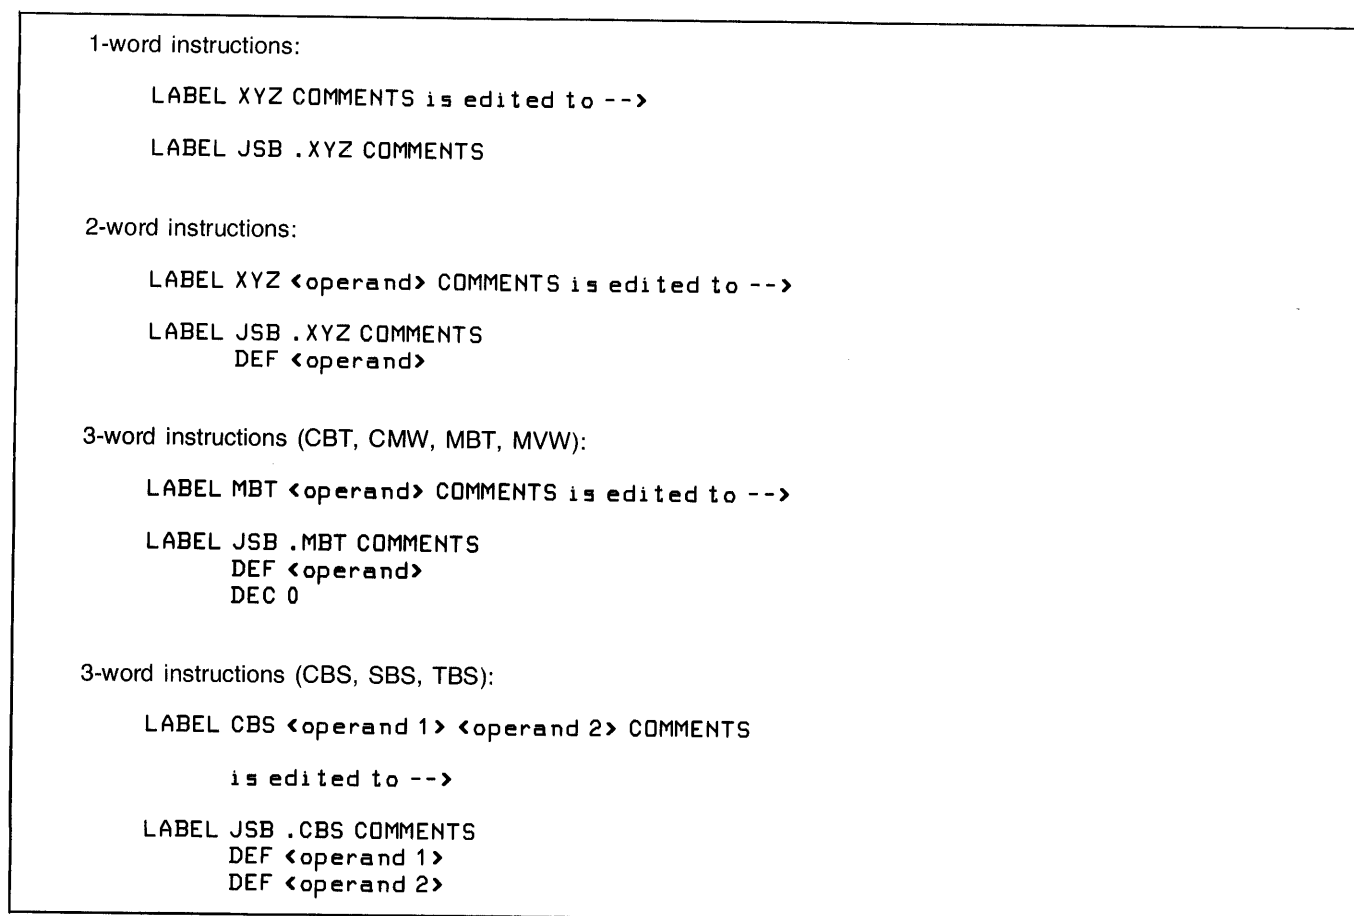 1-word instructions:
LABEL XYZ COMMENTS is edited to -->
LABEL JSB .XYZ COMMENTS
2-word instructions:
LABEL XYZ <operand> COMMENTS is edited to -->
LABEL JSB .XYZ COMMENTS
DEF <operand>
3-word instructions (CBT, CMW, MBT, MVW):
LABEL MBT <operand> COMMENTS is edited to -->
LABEL JSB .MBT COMMENTS
DEF <operand>
DEC 0
3-word instructions (CBS, SBS, TBS):
LABEL CBS <operand 1> <operand 2> COMMENTS
is edited to -->
LABEL JSB .CBS COMMENTS
DEF <operand 1>
DEF <operand 2>